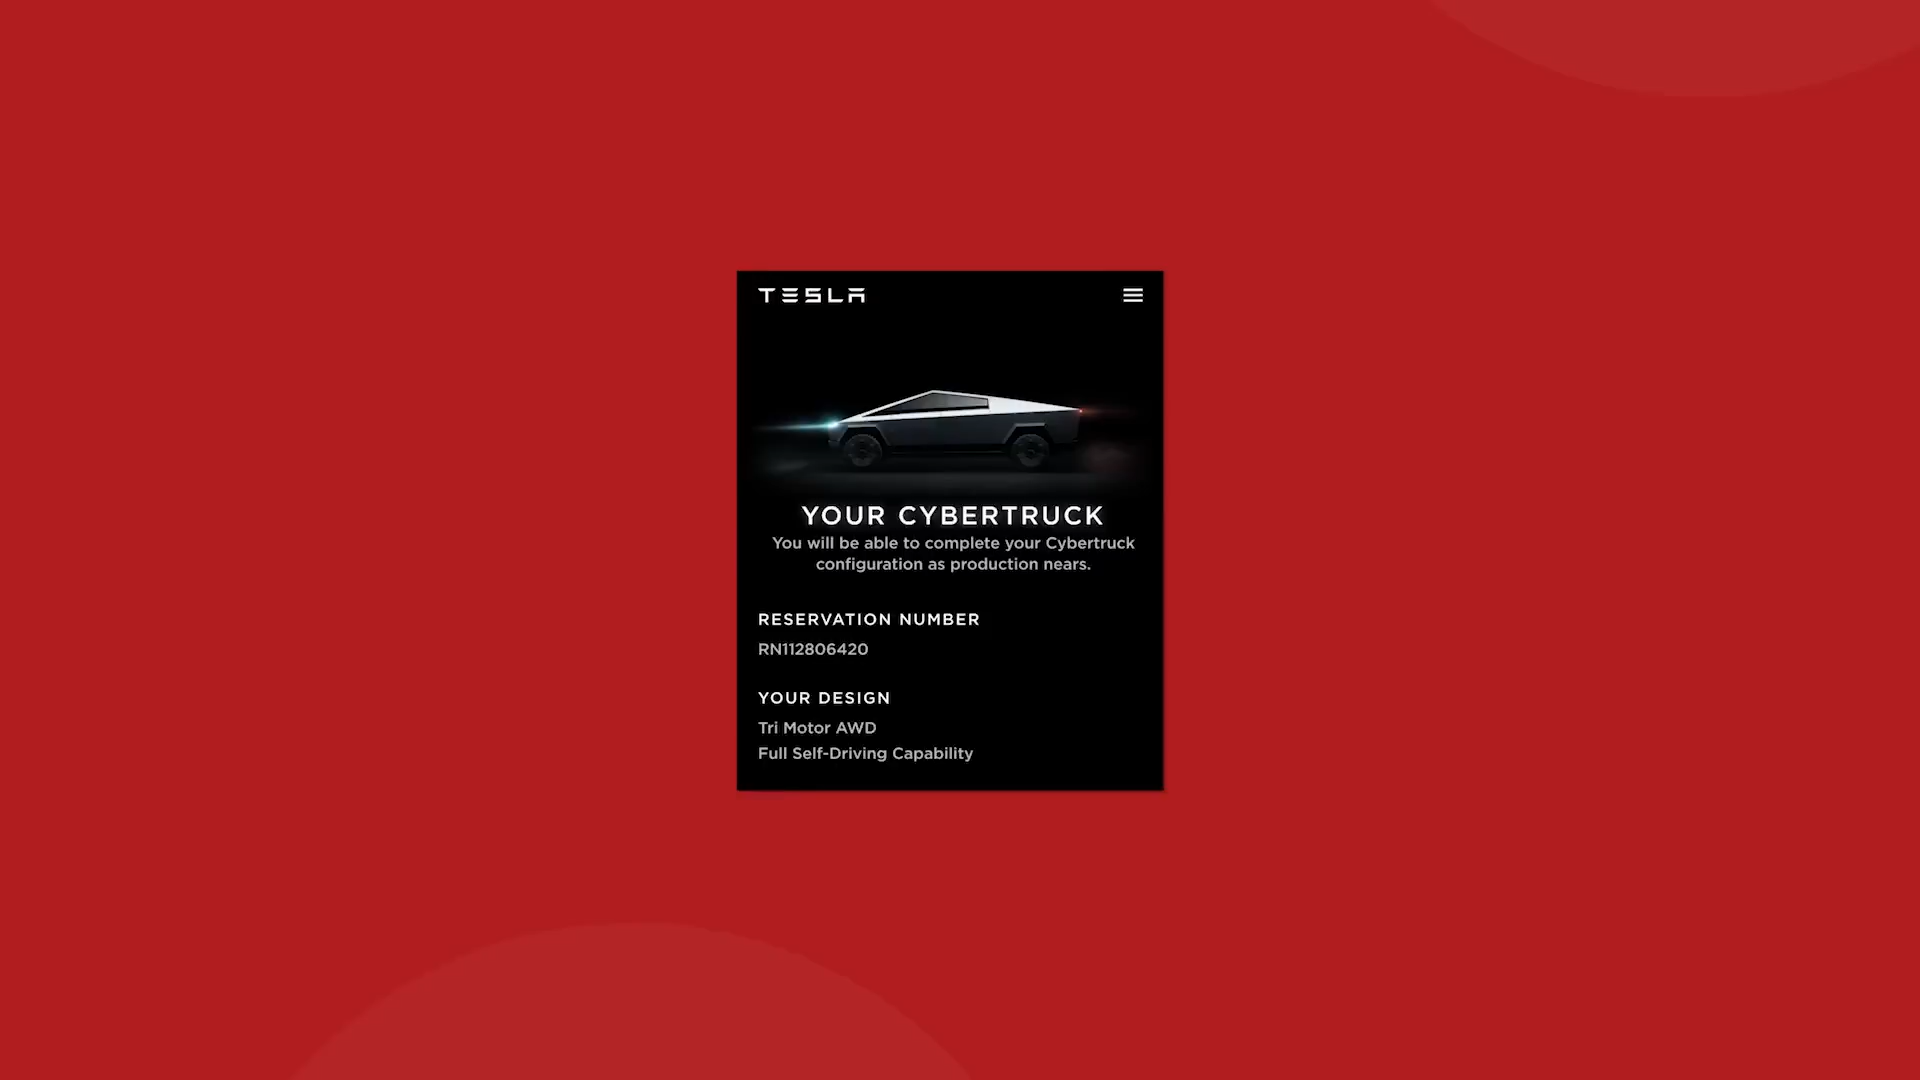 TESLA
YOUR CYBERTRUCK
You will be able to complete your Cybertruck
configuration as production nears.
RESERVATION NUMBER
RN112806420
YOUR DESIGN
Tri Motor AWD
Full Self-Driving Capability